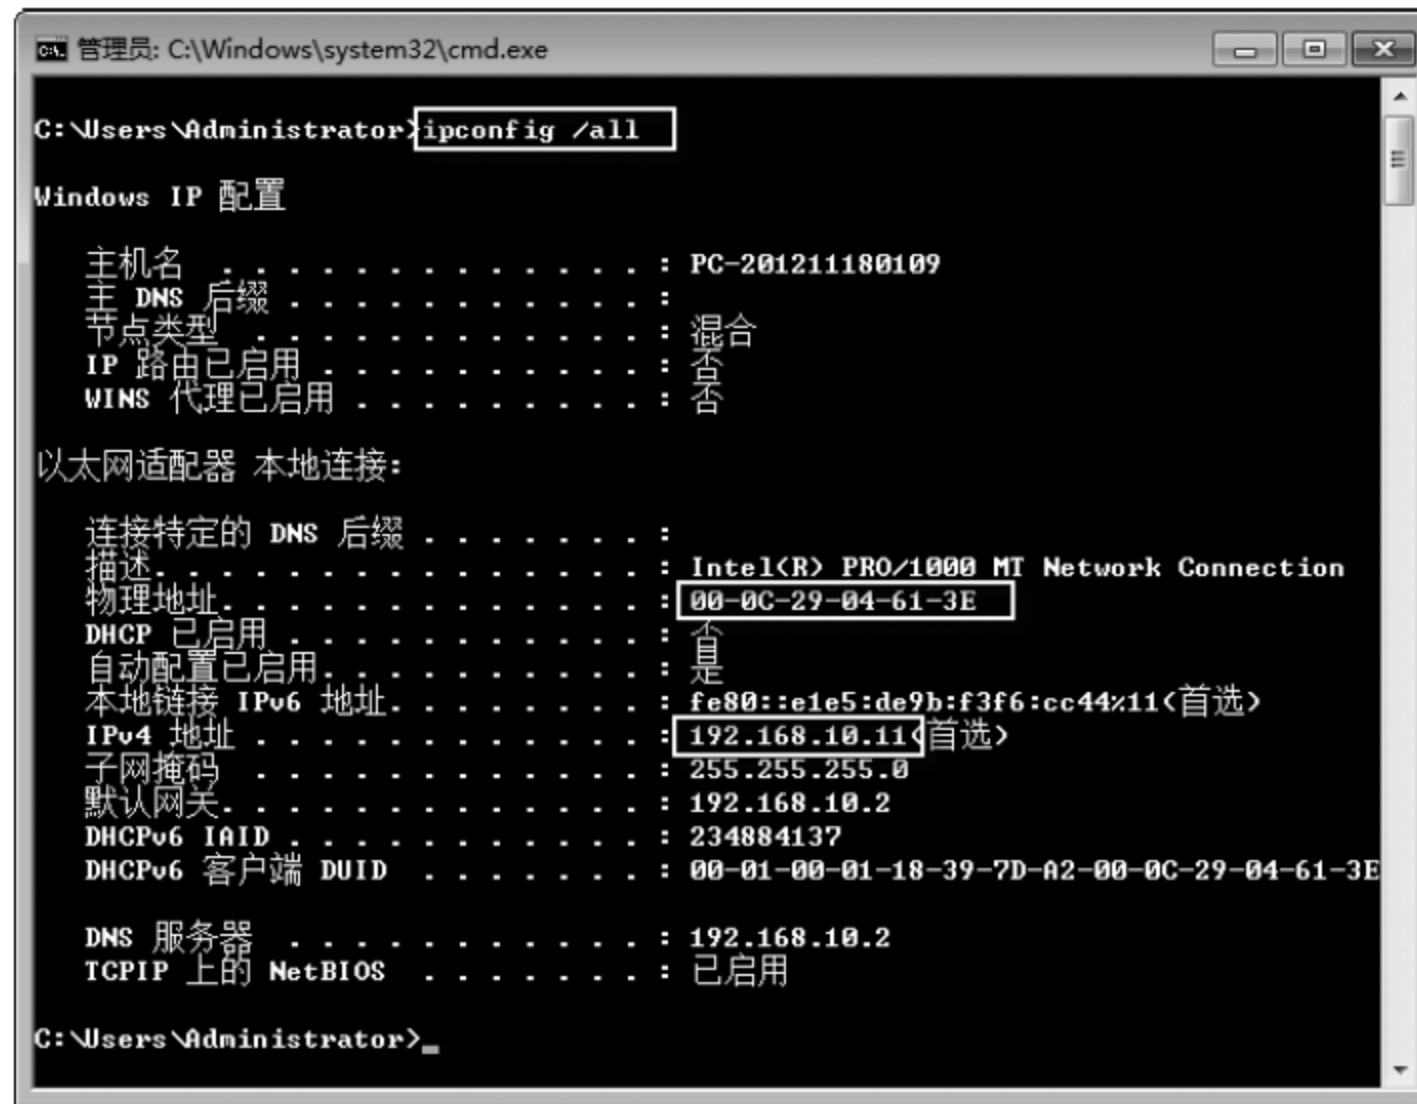 管理员: C:\Windows\system32\cmd.exe
C:\Users\Administrator>ipconfig /all
Windows IP 配置
主机名 . . . . . . . . . . . . . : PC-201211180109
主 DNS 后缀 . . . . . . . . . . . :
节点类型 . . . . . . . . . . . . : 混合
IP 路由已启用 . . . . . . . . . . : 否
WINS 代理已启用 . . . . . . . . . : 否
以太网适配器 本地连接:
连接特定的 DNS 后缀 . . . . . . . :
描述. . . . . . . . . . . . . . . : Intel(R) PRO/1000 MT Network Connection
物理地址. . . . . . . . . . . . . : 00-0C-29-04-61-3E
DHCP 已启用 . . . . . . . . . . . : 否
自动配置已启用. . . . . . . . . . : 是
本地链接 IPv6 地址. . . . . . . . : fe80::e1e5:de9b:f3f6:cc44%11(首选)
IPv4 地址 . . . . . . . . . . . . : 192.168.10.11(首选)
子网掩码 . . . . . . . . . . . . : 255.255.255.0
默认网关. . . . . . . . . . . . . : 192.168.10.2
DHCPv6 IAID . . . . . . . . . . . : 234884137
DHCPv6 客户端 DUID . . . . . . . : 00-01-00-01-18-39-7D-A2-00-0C-29-04-61-3E
DNS 服务器 . . . . . . . . . . . : 192.168.10.2
TCPIP 上的 NetBIOS . . . . . . . : 已启用
C:\Users\Administrator>_